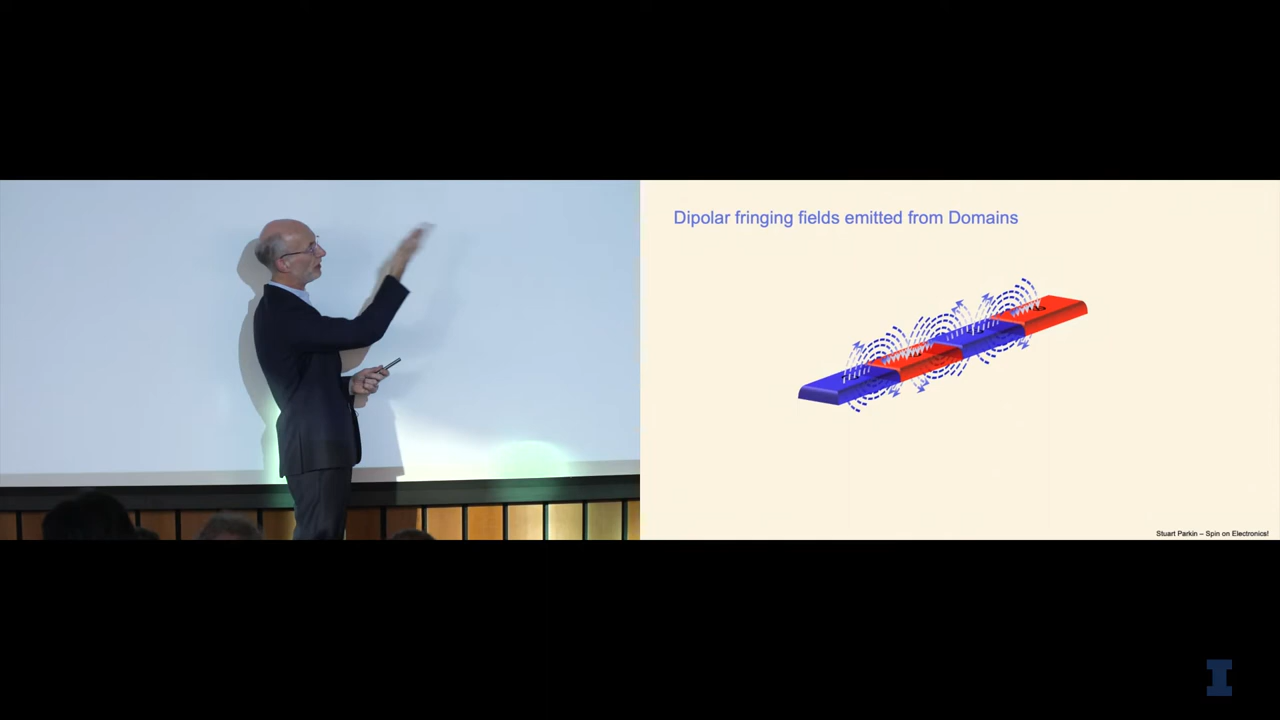 Dipolar fringing fields emitted from Domains
Stuart Parkin – Spin on Electronics!